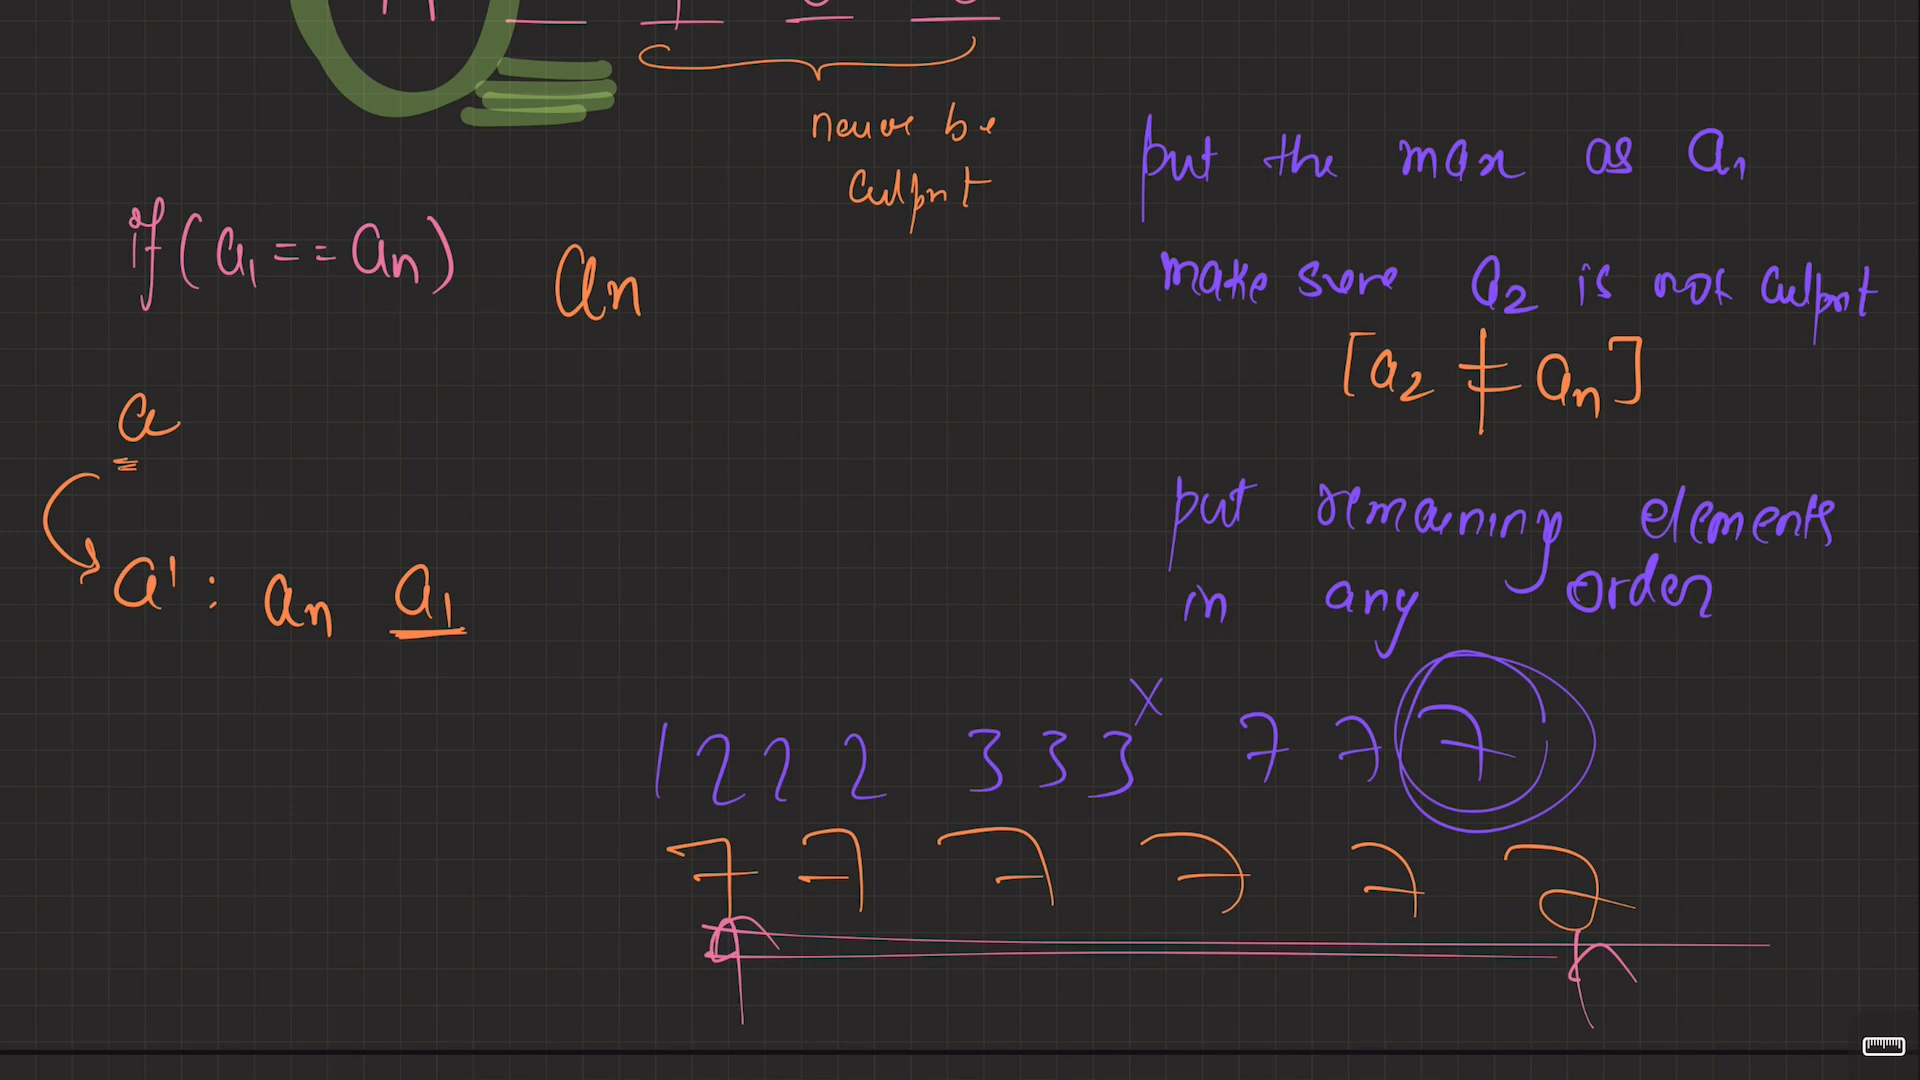 never be
culprit
put the max as a1
if (a1 == an)
an
make sure a2 is not culprit
[a2 ≠ an]
a
put remaining elements
in any order
a' : an a1
1 2 2 2 3 3 3 x 7 7 7
7 7 7 7 7 2